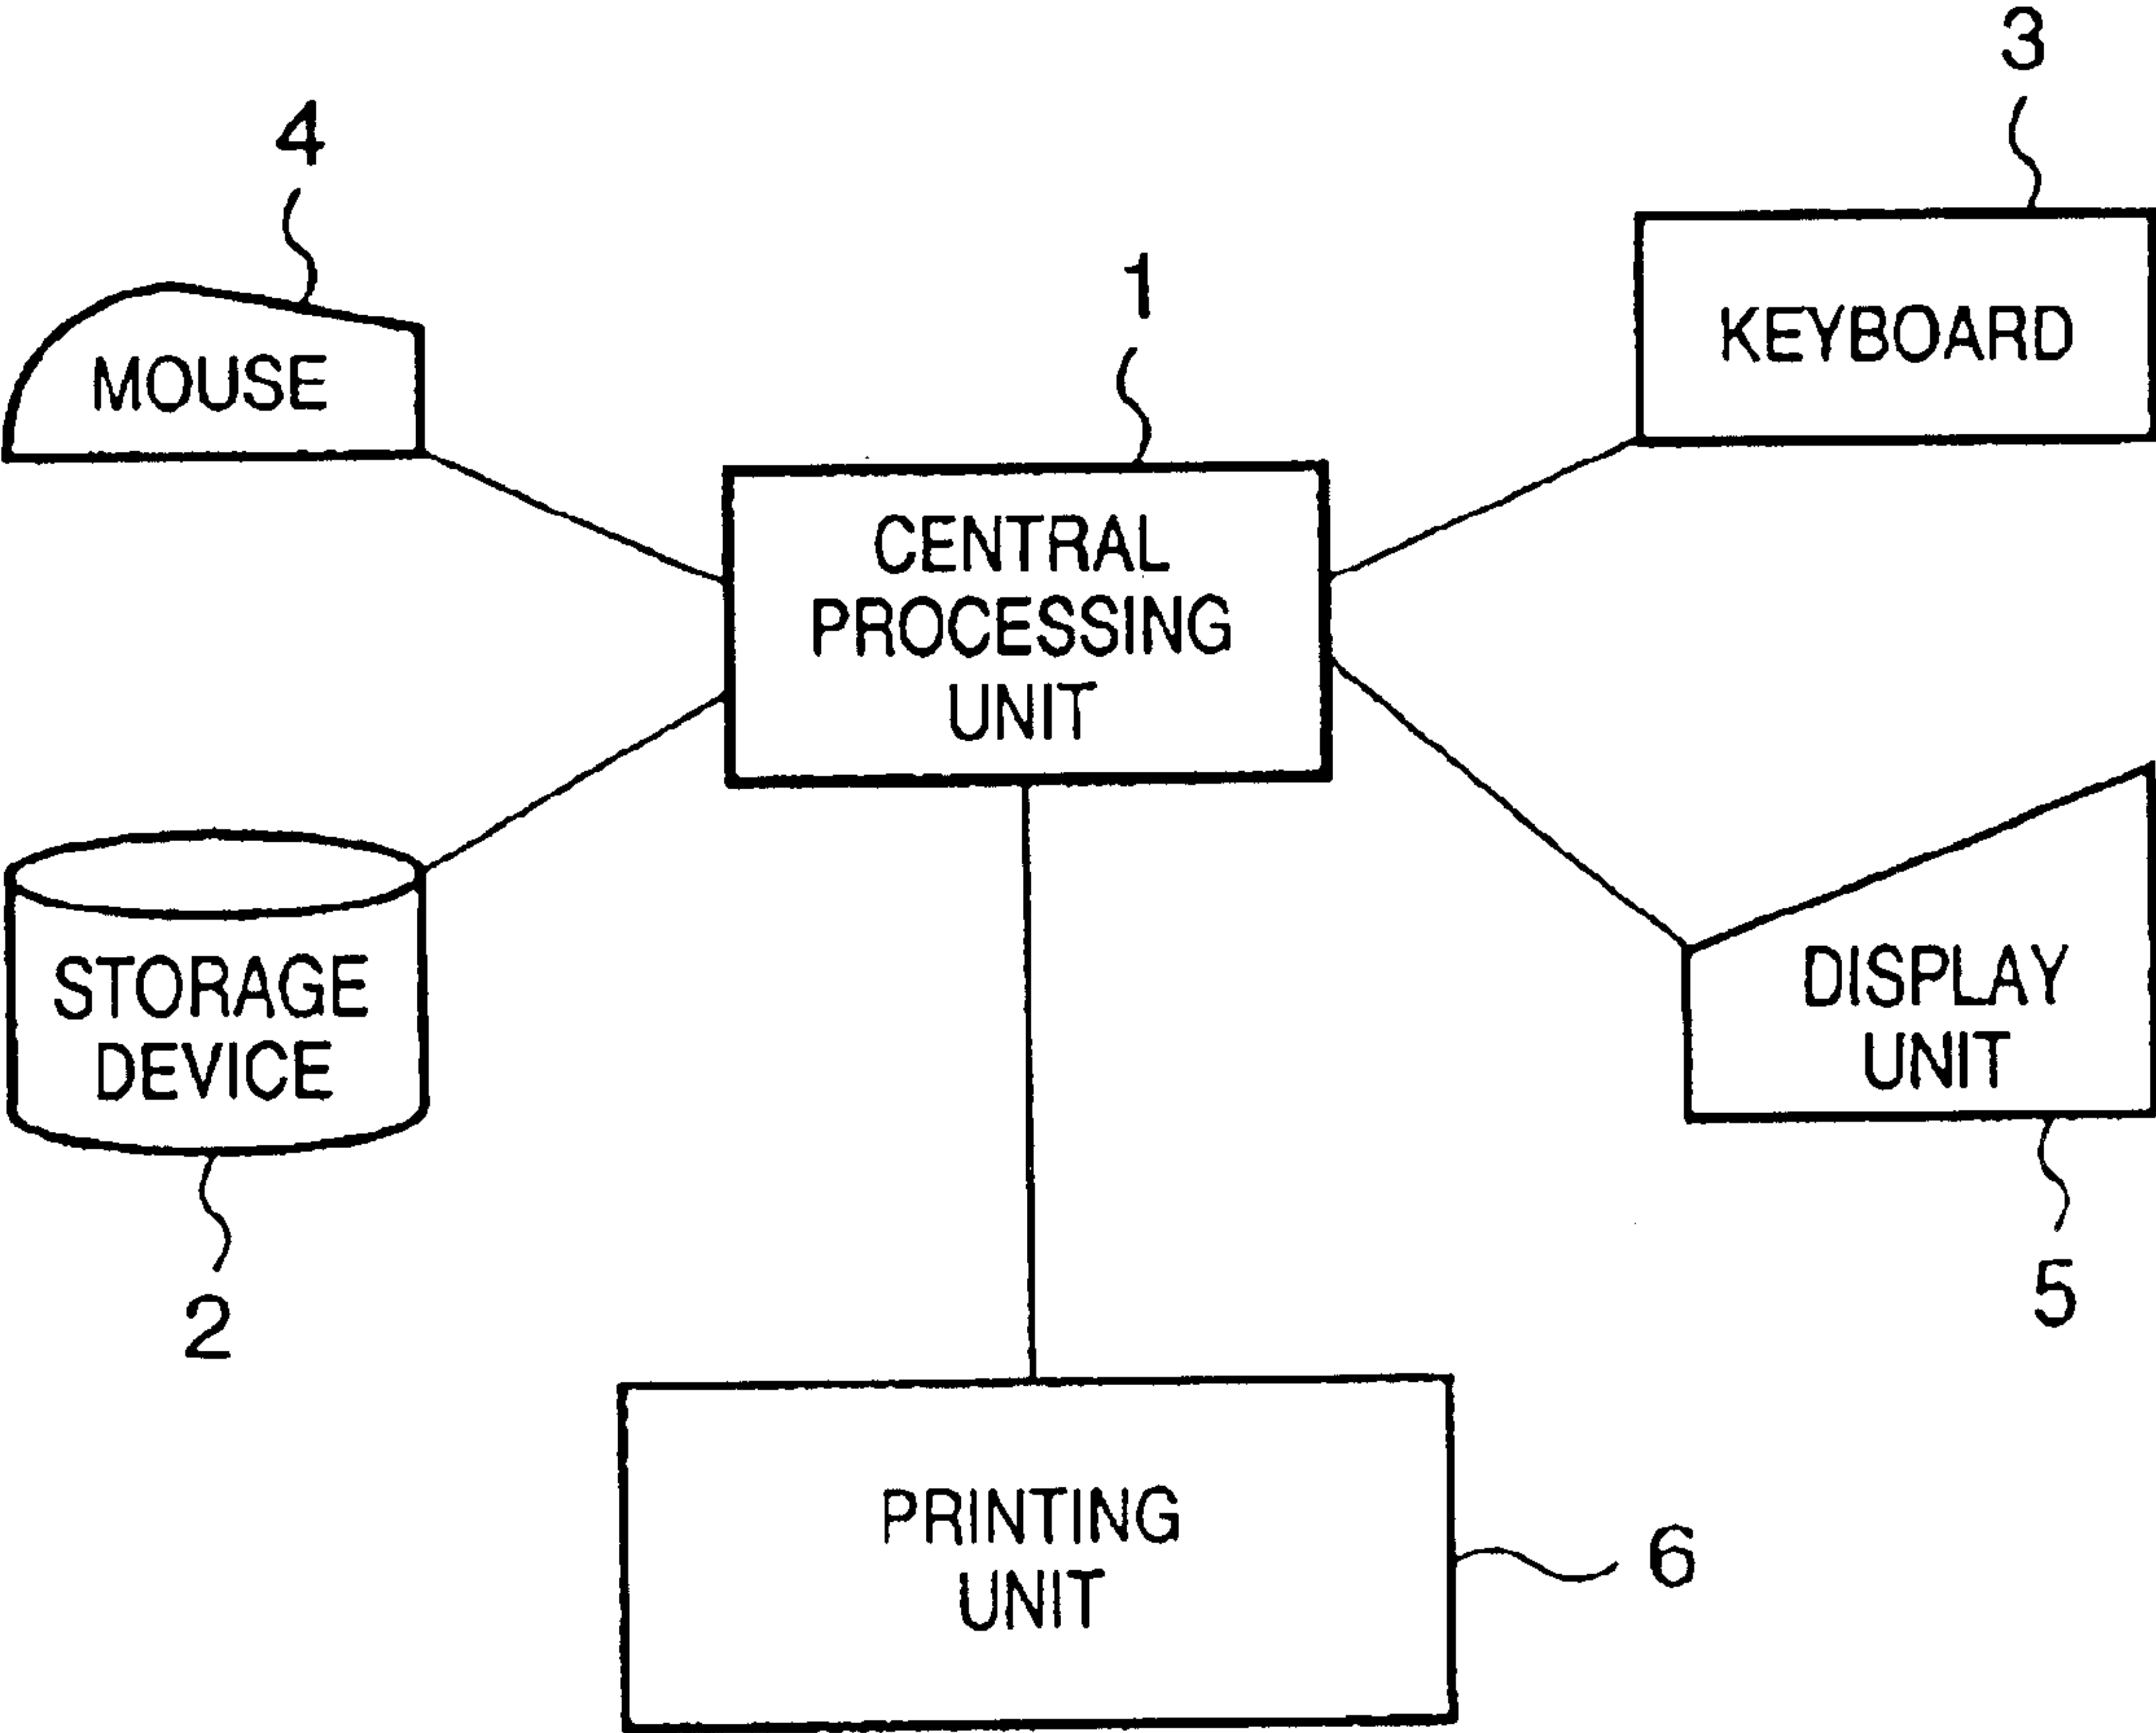 3
4
1
KEYBOARD
MOUSE
CENTRAL
PROCESSING
UNIT
STORAGE
DEVICE
DISPLAY
UNIT
2
5
PRINTING
UNIT
6